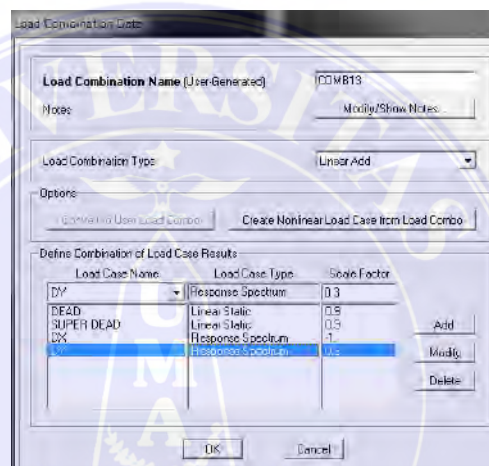 Load Combination Data
Load Combination Name (User-Generated) COMB13
Notes Modify/Show Notes...
Load Combination Type Linear Add
Options
Convert to User Load Combo Create Nonlinear Load Case from Load Combo
Define Combination of Load Case Results
Load Case Name Load Case Type Scale Factor
DY Response Spectrum 0.3
DEAD Linear Static 0.9
SUPER DEAD Linear Static 0.9
DX Response Spectrum -1.
Response Spectrum
Add
Modify
Delete
OK Cancel
UNIVERSITAS
UMA